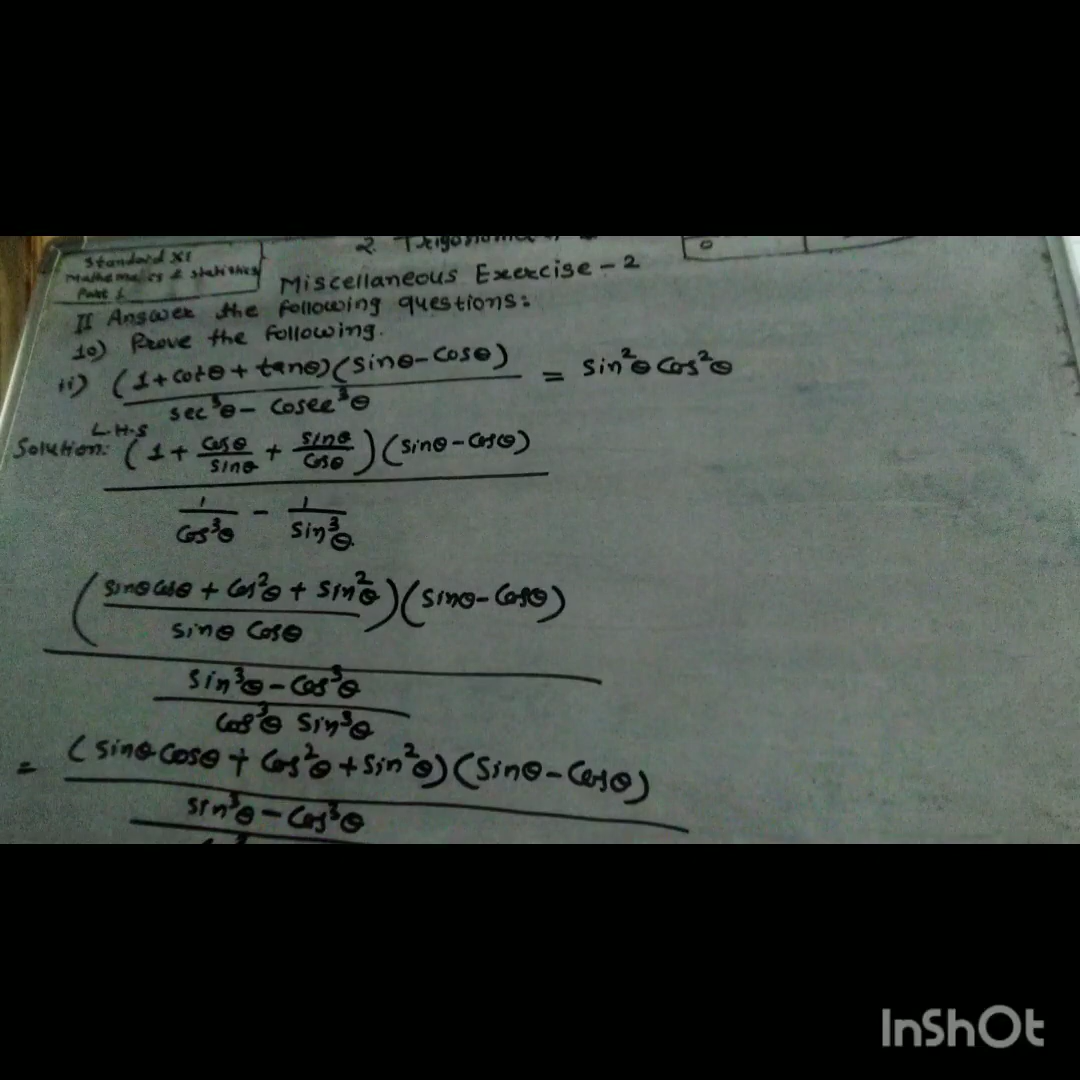 Standard XI
Mathematics & Statistics
Part 1
2. 
Miscellaneous Exercise - 2
II Answer the following questions:
10) Prove the following.
ii) (1+cotθ + tanθ)(sinθ-cosθ) / sec³θ - cosec³θ = sin²θ cos²θ
L.H.S
Solution: (1 + cosθ/sinθ + sinθ/cosθ)(sinθ - cosθ)
1/cos³θ - 1/sin³θ
(sinθ cosθ + cos²θ + sin²θ / sinθ cosθ)(sinθ - cosθ)
sin³θ - cos³θ
cos³θ sin³θ
= (sinθ cosθ + cos²θ + sin²θ)(sinθ - cosθ)
sin³θ - cos³θ
InShOt